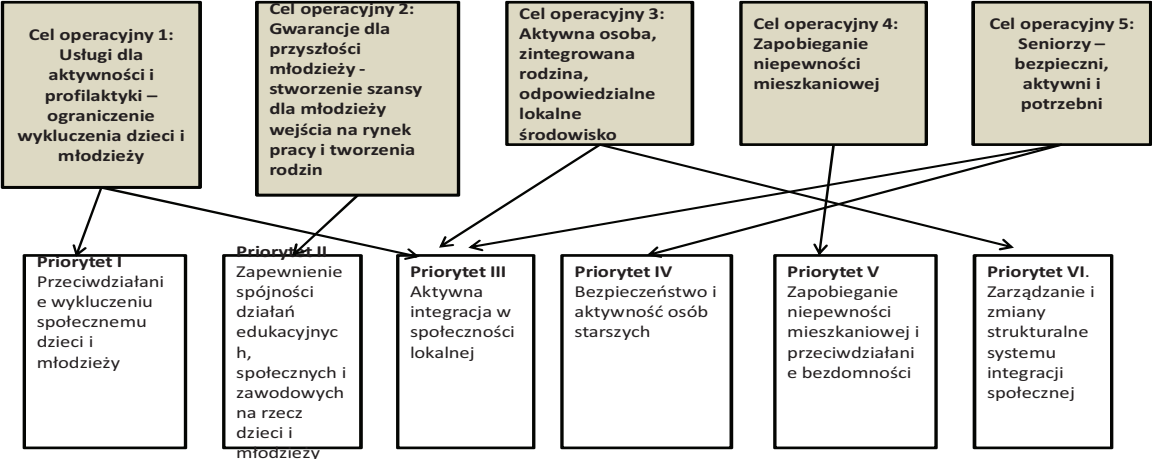 Cel operacyjny 1:
Usługi dla
aktywności i
profilaktyki –
ograniczenie
wykluczenia dzieci i
młodzieży
Cel operacyjny 2:
Gwarancje dla
przyszłości
młodzieży -
stworzenie szansy
dla młodzieży
wejścia na rynek
pracy i tworzenia
rodzin
Cel operacyjny 3:
Aktywna osoba,
zintegrowana
rodzina,
odpowiedzialne
lokalne
środowisko
Cel operacyjny 4:
Zapobieganie
niepewności
mieszkaniowej
Cel operacyjny 5:
Seniorzy –
bezpieczni,
aktywni i
potrzebni
Priorytet I
Przeciwdziałani
e wykluczeniu
społecznemu
dzieci i
młodzieży
Priorytet II
Zapewnienie
spójności
działań
edukacyjnyc
h,
społecznych i
zawodowych
na rzecz
dzieci i
młodzieży
Priorytet III
Aktywna
integracja w
społeczności
lokalnej
Priorytet IV
Bezpieczeństwo i
aktywność osób
starszych
Priorytet V
Zapobieganie
niepewności
mieszkaniowej i
przeciwdziałani
e bezdomności
Priorytet VI.
Zarządzanie i
zmiany
strukturalne
systemu
integracji
społecznej